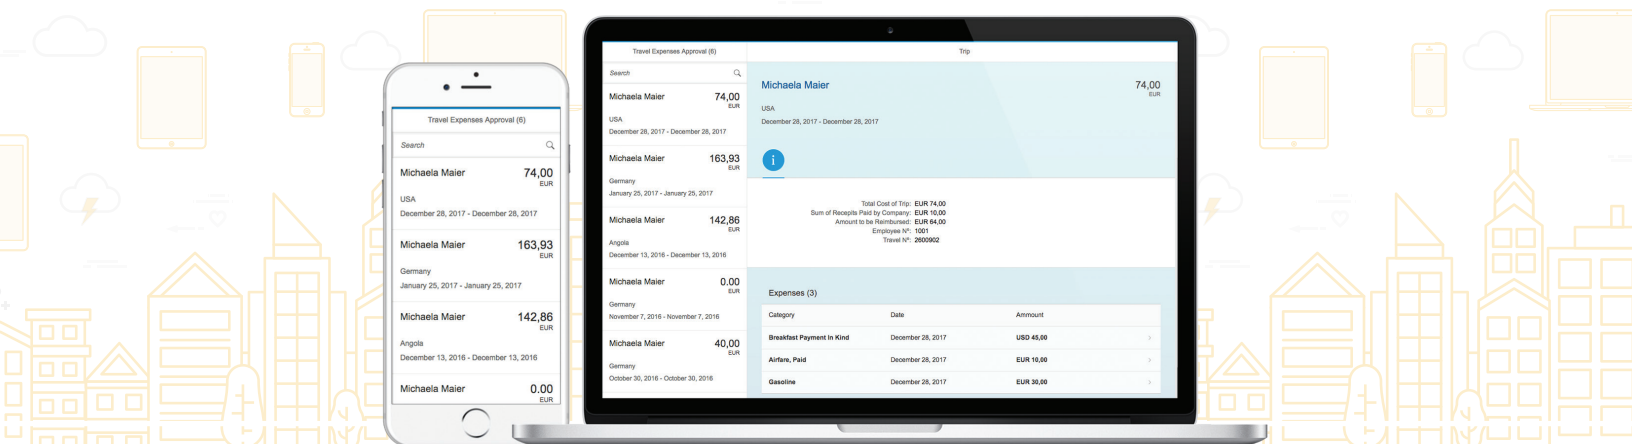 Travel Expenses Approval (6)
Search
Michaela Maier 74,00
EUR
USA
December 28, 2017 - December 28, 2017
Michaela Maier 163,93
EUR
Germany
January 25, 2017 - January 25, 2017
Michaela Maier 142,86
EUR
Angola
December 13, 2016 - December 13, 2016
Michaela Maier 0.00
EUR
Travel Expenses Approval (6)
Search
Michaela Maier 74,00
EUR
USA
December 28, 2017 - December 28, 2017
Michaela Maier 163,93
EUR
Germany
January 25, 2017 - January 25, 2017
Michaela Maier 142,86
EUR
Angola
December 13, 2016 - December 13, 2016
Michaela Maier 0.00
EUR
Germany
November 7, 2016 - November 7, 2016
Michaela Maier 40,00
EUR
Germany
October 30, 2016 - October 30, 2016
Trip
Michaela Maier 74,00
EUR
USA
December 28, 2017 - December 28, 2017
i
Total Cost of Trip: EUR 74,00
Sum of Recepits Paid by Company: EUR 10,00
Amount to be Reimbursed: EUR 64,00
Employee Nº: 1001
Travel Nº: 2600902
Expenses (3)
Category Date Ammount
Breakfast Payment In Kind December 28, 2017 USD 45,00
Airfare, Paid December 28, 2017 EUR 10,00
Gasoline December 28, 2017 EUR 30,00